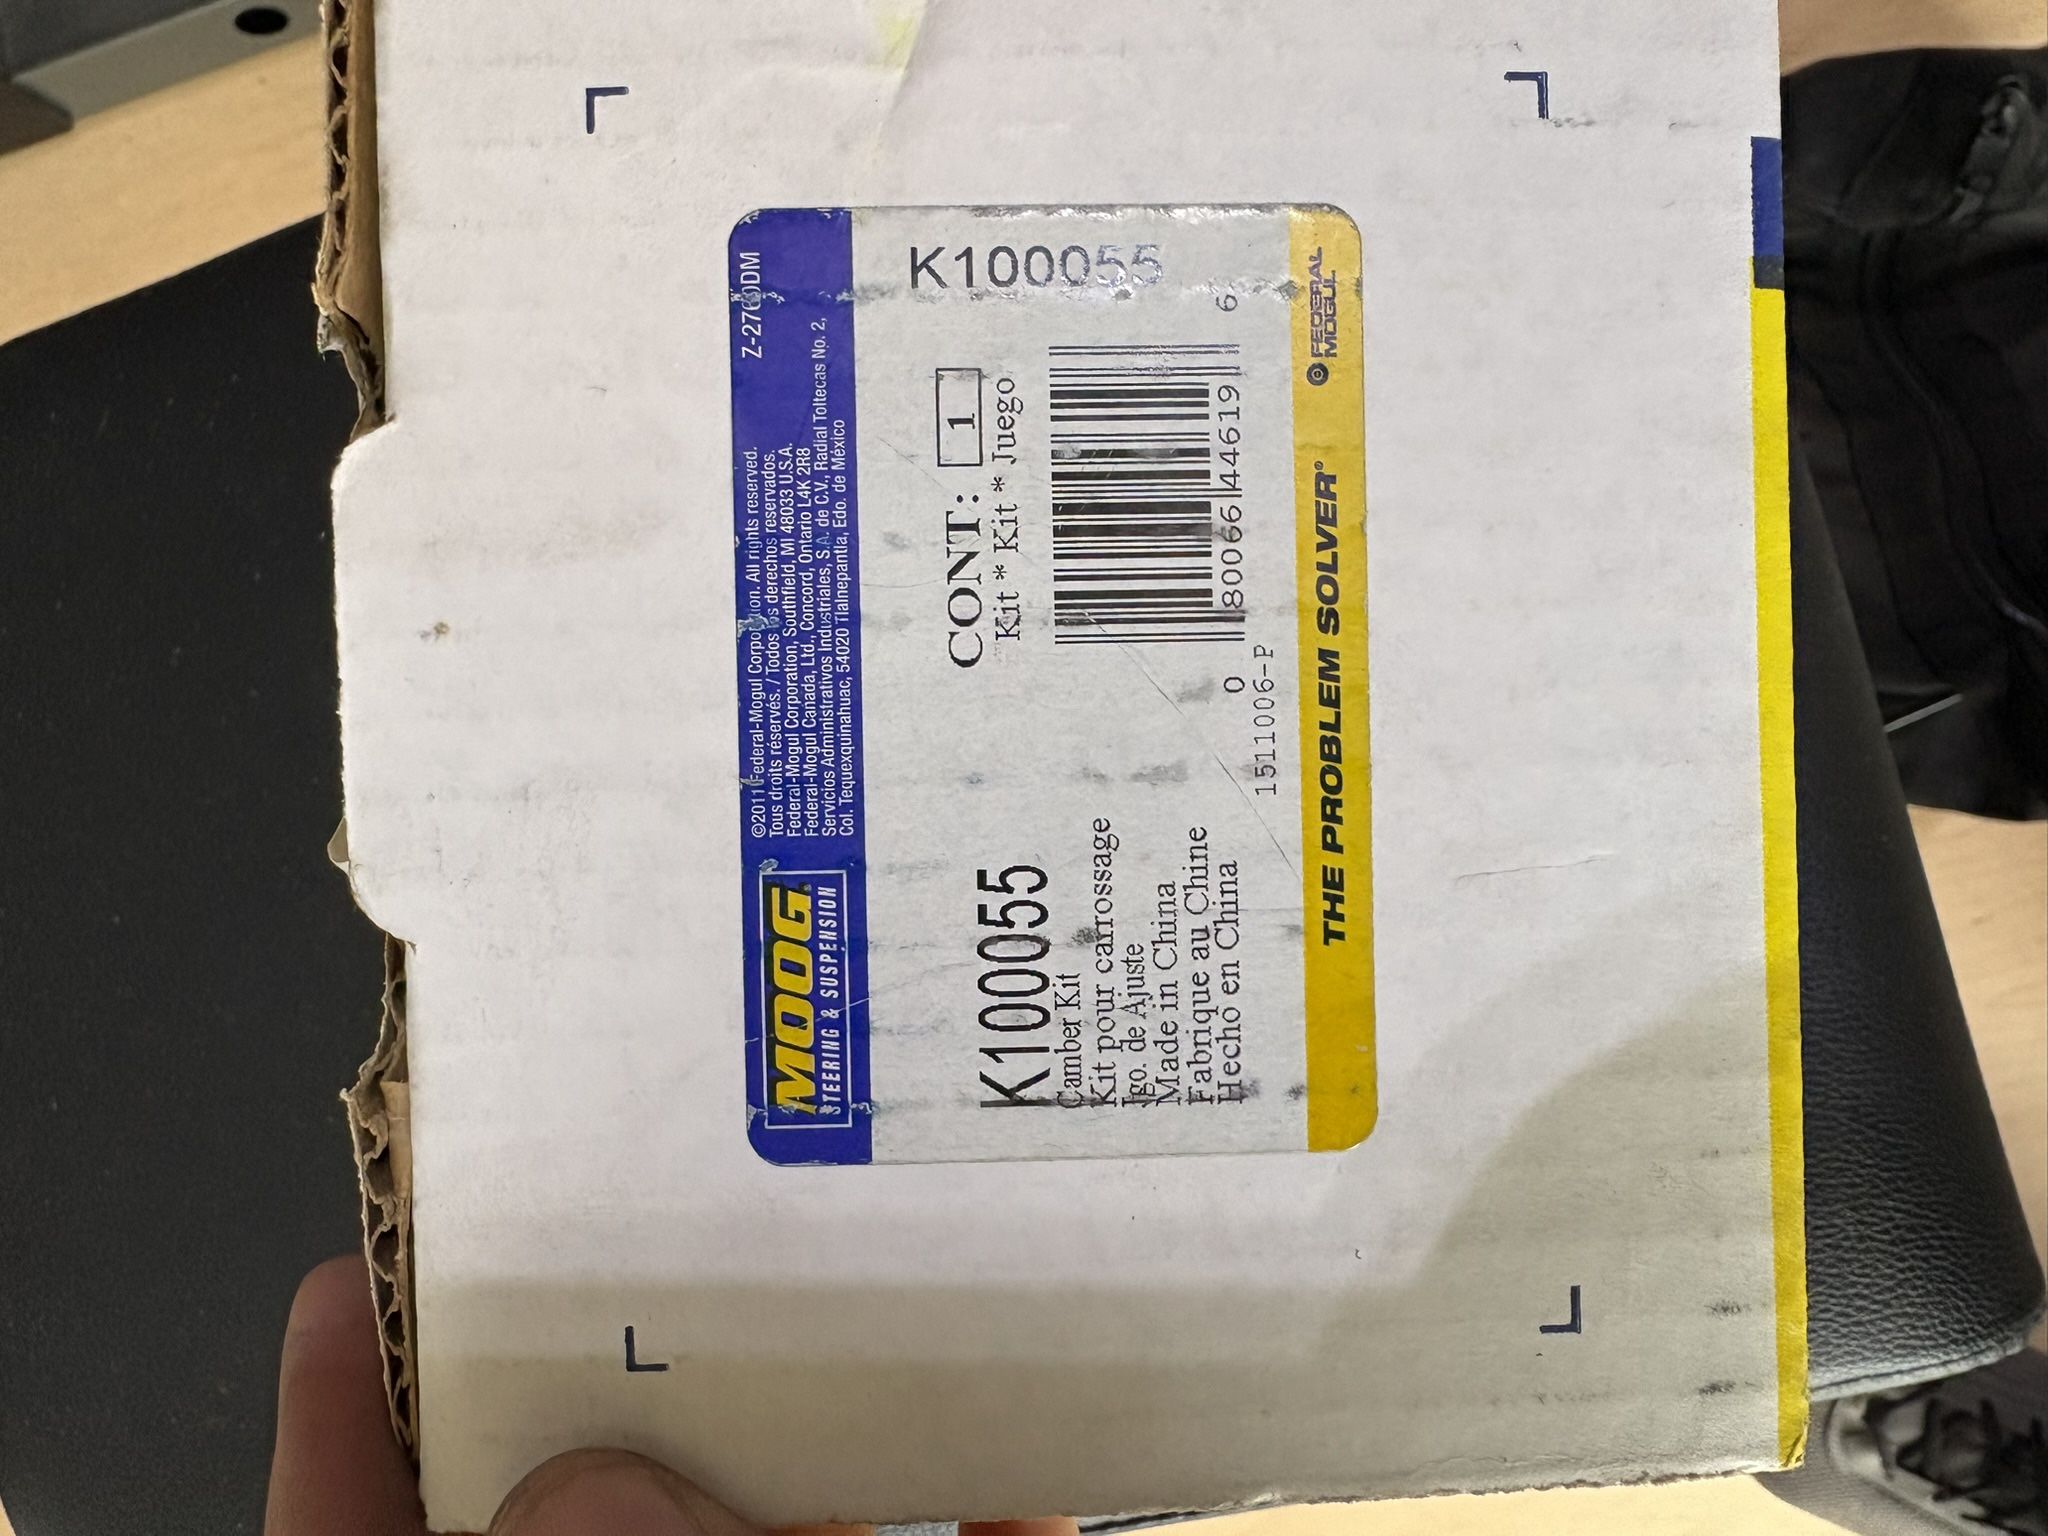 MOOG
STEERING & SUSPENSION
©2011 Federal-Mogul Corporation. All rights reserved.
Tous droits réservés. / Todos los derechos reservados.
Federal-Mogul Corporation, Southfield, MI 48033 U.S.A.
Federal-Mogul Canada, Ltd., Concord, Ontario L4K 2R8
Servicios Administrativos Industriales, S.A. de C.V., Radial Toltecas No. 2,
Col. Tequexquinahuac, 54020 Tlalnepantla, Edo. de México
K100055
K100055
Camber Kit
Kit pour carrossage
Jgo. de Ajuste
Made in China
Fabrique au Chine
Hecho en China
CONT: 1
Kit * Kit * Juego
0 80066 44619 6
1511006-P
THE PROBLEM SOLVER®
FEDERAL
MOGUL